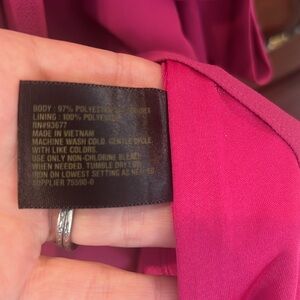 BODY : 97% POLYESTER
LINING : 100% POLYESTER
RN#93677
MADE IN VIETNAM
MACHINE WASH COLD. GENTLE CYCLE
WITH LIKE COLORS.
USE ONLY NON-CHLORINE BLEACH
WHEN NEEDED. TUMBLE DRY LOW
IRON ON LOWEST SETTING AS NEEDED
SUPPLIER 75590-0